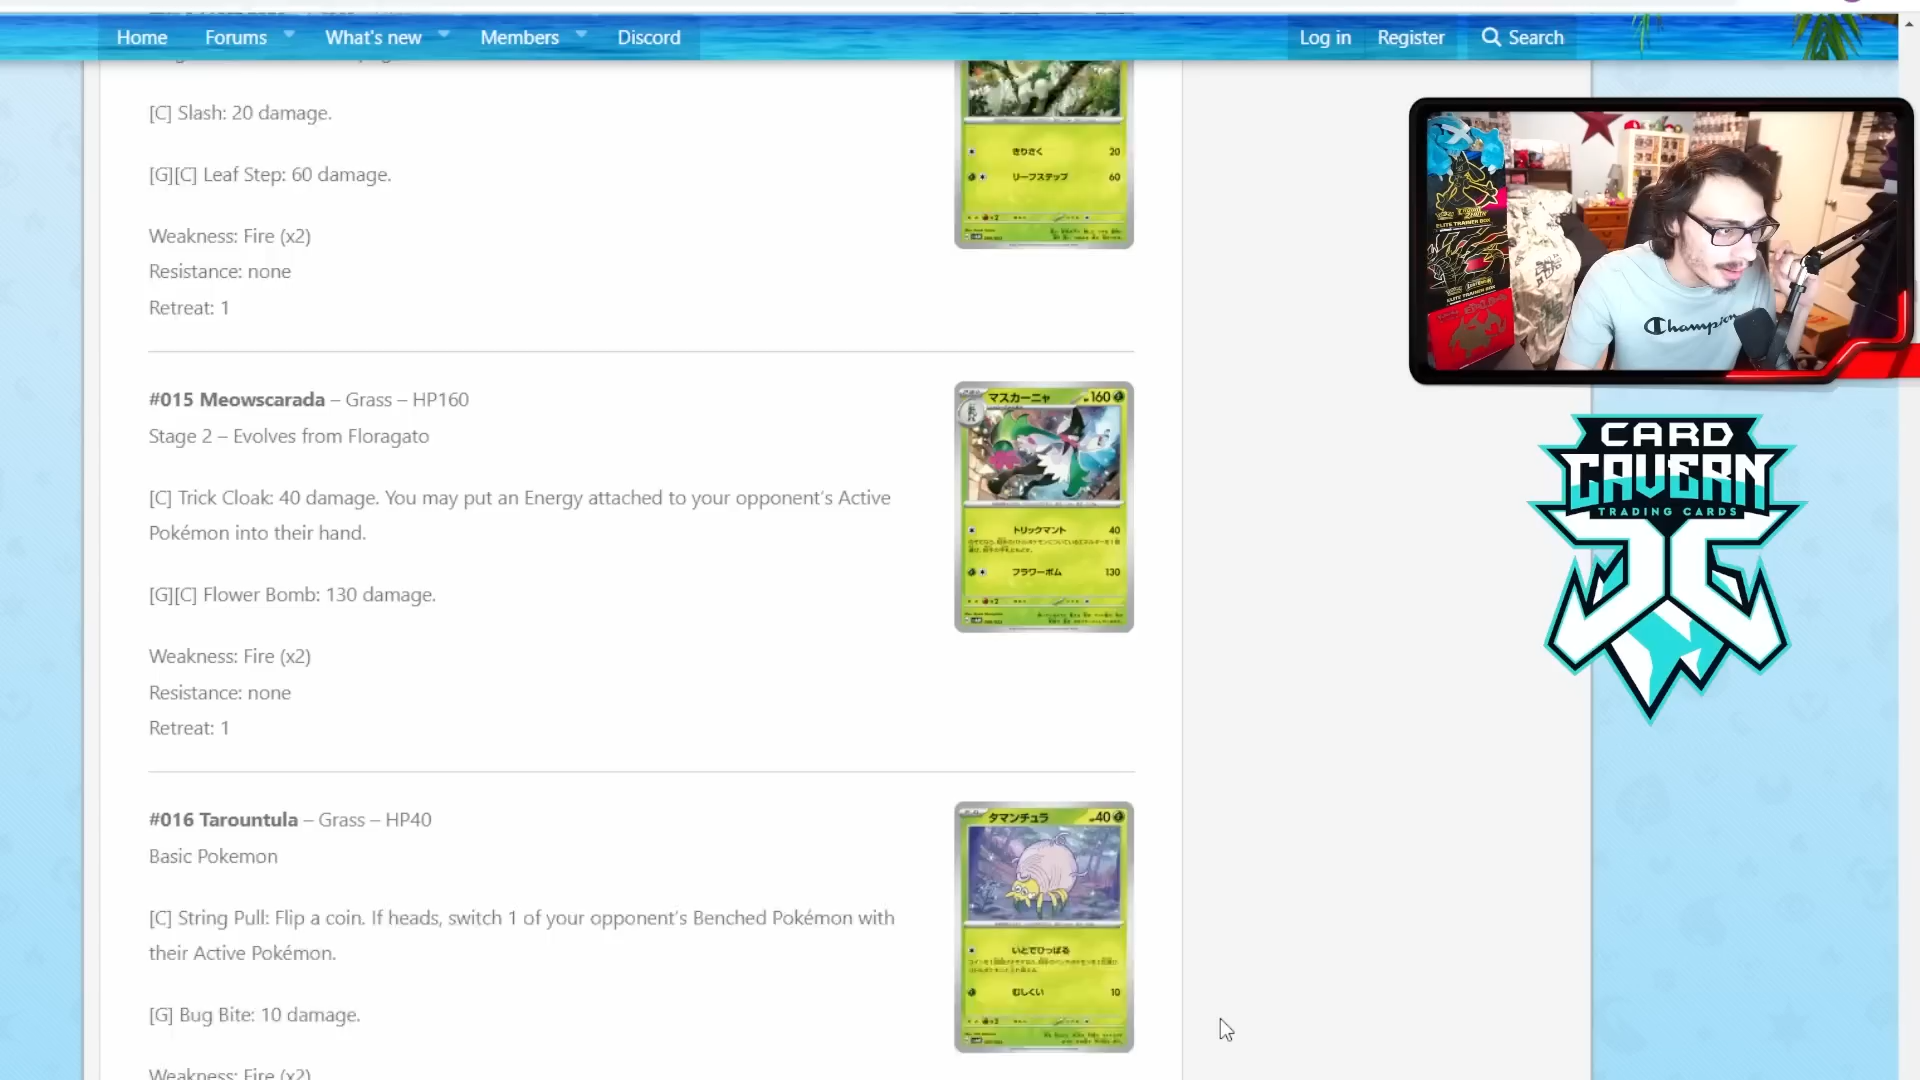 Home
Forums
What's new
Members
Discord
Log in
Register
Search
[C] Slash: 20 damage.
[G][C] Leaf Step: 60 damage.
Weakness: Fire (x2)
Resistance: none
Retreat: 1
きりさく 20
リーフステップ 60
#015 Meowscarada – Grass – HP160
Stage 2 – Evolves from Floragato
[C] Trick Cloak: 40 damage. You may put an Energy attached to your opponent's Active
Pokémon into their hand.
[G][C] Flower Bomb: 130 damage.
Weakness: Fire (x2)
Resistance: none
Retreat: 1
マスカーニャ 160
トリックマント 40
フラワーボム 130
#016 Tarountula – Grass – HP40
Basic Pokemon
[C] String Pull: Flip a coin. If heads, switch 1 of your opponent's Benched Pokémon with
their Active Pokémon.
[G] Bug Bite: 10 damage.
Weakness: Fire (x2)
タマンチュラ 40
いとでひっぱる
むしくい 10
ELITE TRAINER BOX
ELITE TRAINER BOX
Champion
CARD
CAVERN
TRADING CARDS